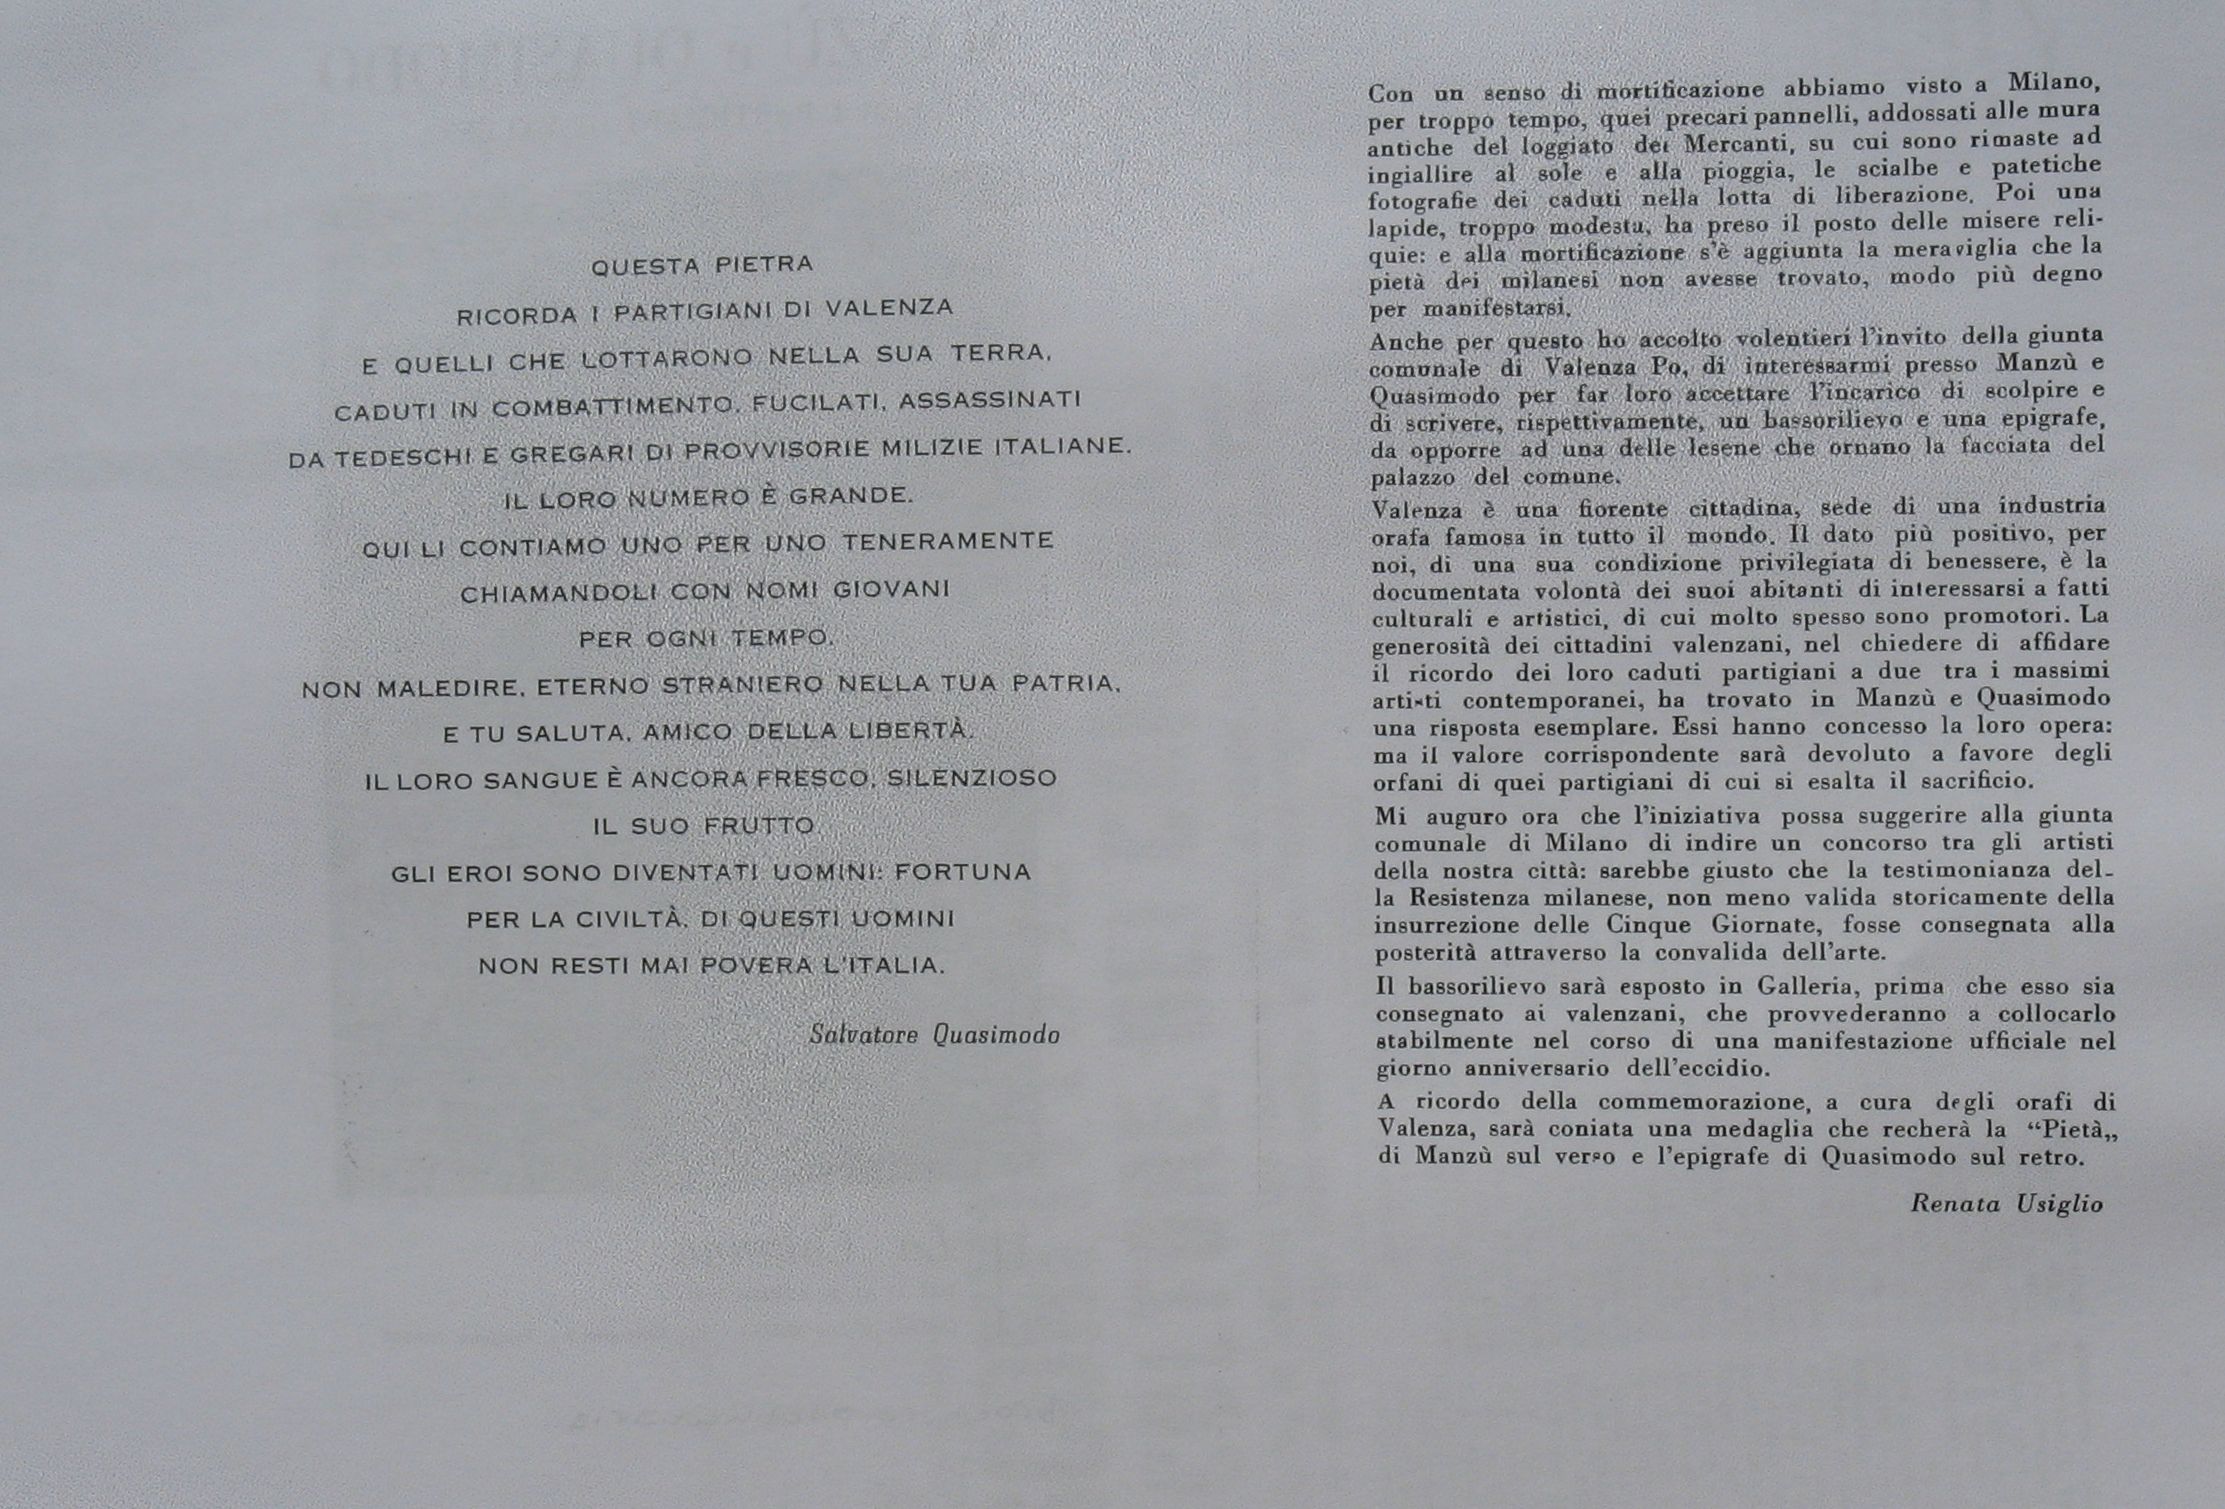 QUESTA PIETRA
RICORDA I PARTIGIANI DI VALENZA
E QUELLI CHE LOTTARONO NELLA SUA TERRA,
CADUTI IN COMBATTIMENTO, FUCILATI, ASSASSINATI
DA TEDESCHI E GREGARI DI PROVVISORIE MILIZIE ITALIANE.
IL LORO NUMERO È GRANDE.
QUI LI CONTIAMO UNO PER UNO TENERAMENTE
CHIAMANDOLI CON NOMI GIOVANI
PER OGNI TEMPO.
NON MALEDIRE, ETERNO STRANIERO NELLA TUA PATRIA,
E TU SALUTA, AMICO DELLA LIBERTÀ.
IL LORO SANGUE È ANCORA FRESCO, SILENZIOSO
IL SUO FRUTTO
GLI EROI SONO DIVENTATI UOMINI: FORTUNA
PER LA CIVILTÀ. DI QUESTI UOMINI
NON RESTI MAI POVERA L'ITALIA.
Salvatore Quasimodo
Con un senso di mortificazione abbiamo visto a Milano,
per troppo tempo, quei precari pannelli, addossati alle mura
antiche del loggiato dei Mercanti, su cui sono rimaste ad
ingiallire al sole e alla pioggia, le scialbe e patetiche
fotografie dei caduti nella lotta di liberazione. Poi una
lapide, troppo modesta, ha preso il posto delle misere reli-
quie: e alla mortificazione s'è aggiunta la meraviglia che la
pietà dei milanesi non avesse trovato, modo più degno
per manifestarsi.
Anche per questo ho accolto volentieri l'invito della giunta
comunale di Valenza Po, di interessarmi presso Manzù e
Quasimodo per far loro accettare l'incarico di scolpire e
di scrivere, rispettivamente, un bassorilievo e una epigrafe,
da opporre ad una delle lesene che ornano la facciata del
palazzo del comune.
Valenza è una fiorente cittadina, sede di una industria
orafa famosa in tutto il mondo. Il dato più positivo, per
noi, di una sua condizione privilegiata di benessere, è la
documentata volontà dei suoi abitanti di interessarsi a fatti
culturali e artistici, di cui molto spesso sono promotori. La
generosità dei cittadini valenzani, nel chiedere di affidare
il ricordo dei loro caduti partigiani a due tra i massimi
artisti contemporanei, ha trovato in Manzù e Quasimodo
una risposta esemplare. Essi hanno concesso la loro opera:
ma il valore corrispondente sarà devoluto a favore degli
orfani di quei partigiani di cui si esalta il sacrificio.
Mi auguro ora che l'iniziativa possa suggerire alla giunta
comunale di Milano di indire un concorso tra gli artisti
della nostra città: sarebbe giusto che la testimonianza del-
la Resistenza milanese, non meno valida storicamente della
insurrezione delle Cinque Giornate, fosse consegnata alla
posterità attraverso la convalida dell'arte.
Il bassorilievo sarà esposto in Galleria, prima che esso sia
consegnato ai valenzani, che provvederanno a collocarlo
stabilmente nel corso di una manifestazione ufficiale nel
giorno anniversario dell'eccidio.
A ricordo della commemorazione, a cura degli orafi di
Valenza, sarà coniata una medaglia che recherà la “Pietà„
di Manzù sul verso e l'epigrafe di Quasimodo sul retro.
Renata Usiglio